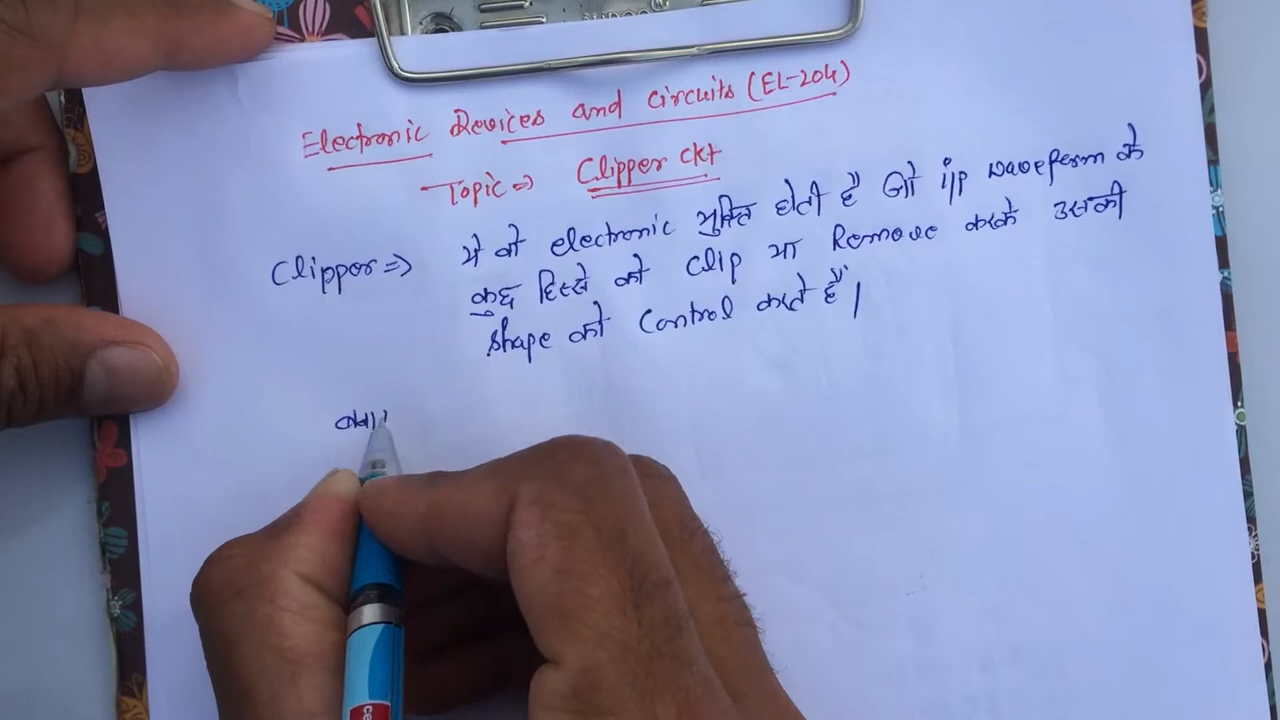 Electronic Devices and circuits (EL-204)
Topic ⇒ Clipper ckt
Clipper ⇒ ये वो electronic युक्ति होती है जो i/p waveform के
कुछ हिस्से को clip या Remove करके उसकी
shape को Control करते हैं।